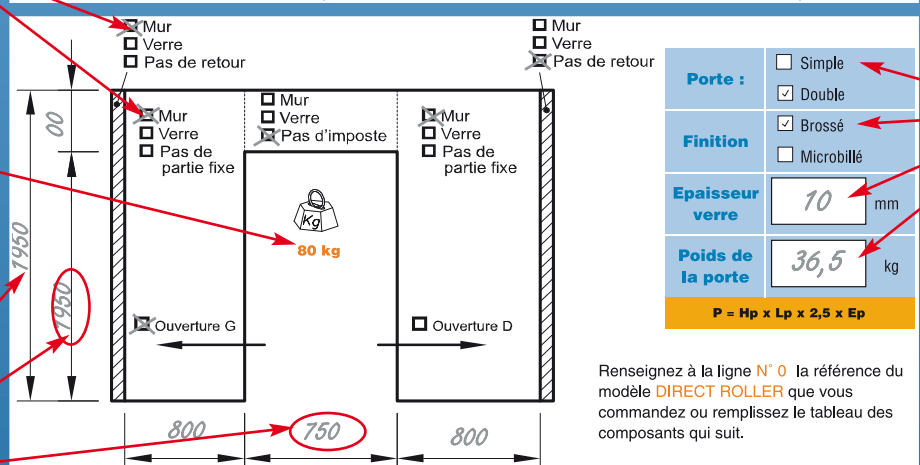 Mur
Verre
Pas de retour
Mur
Verre
Pas de retour
Mur
Verre
Pas de
partie fixe
Mur
Verre
Pas d'imposte
Mur
Verre
Pas de
partie fixe
00
1950
1950
Kg
80 kg
Ouverture G
Ouverture D
800
750
800
Porte :
Simple
Double
Finition
Brossé
Microbillé
Epaisseur
verre
10 mm
Poids de
la porte
36,5 kg
P = Hp x Lp x 2,5 x Ep
Renseignez à la ligne N° 0 la référence du
modèle DIRECT ROLLER que vous
commandez ou remplissez le tableau des
composants qui suit.